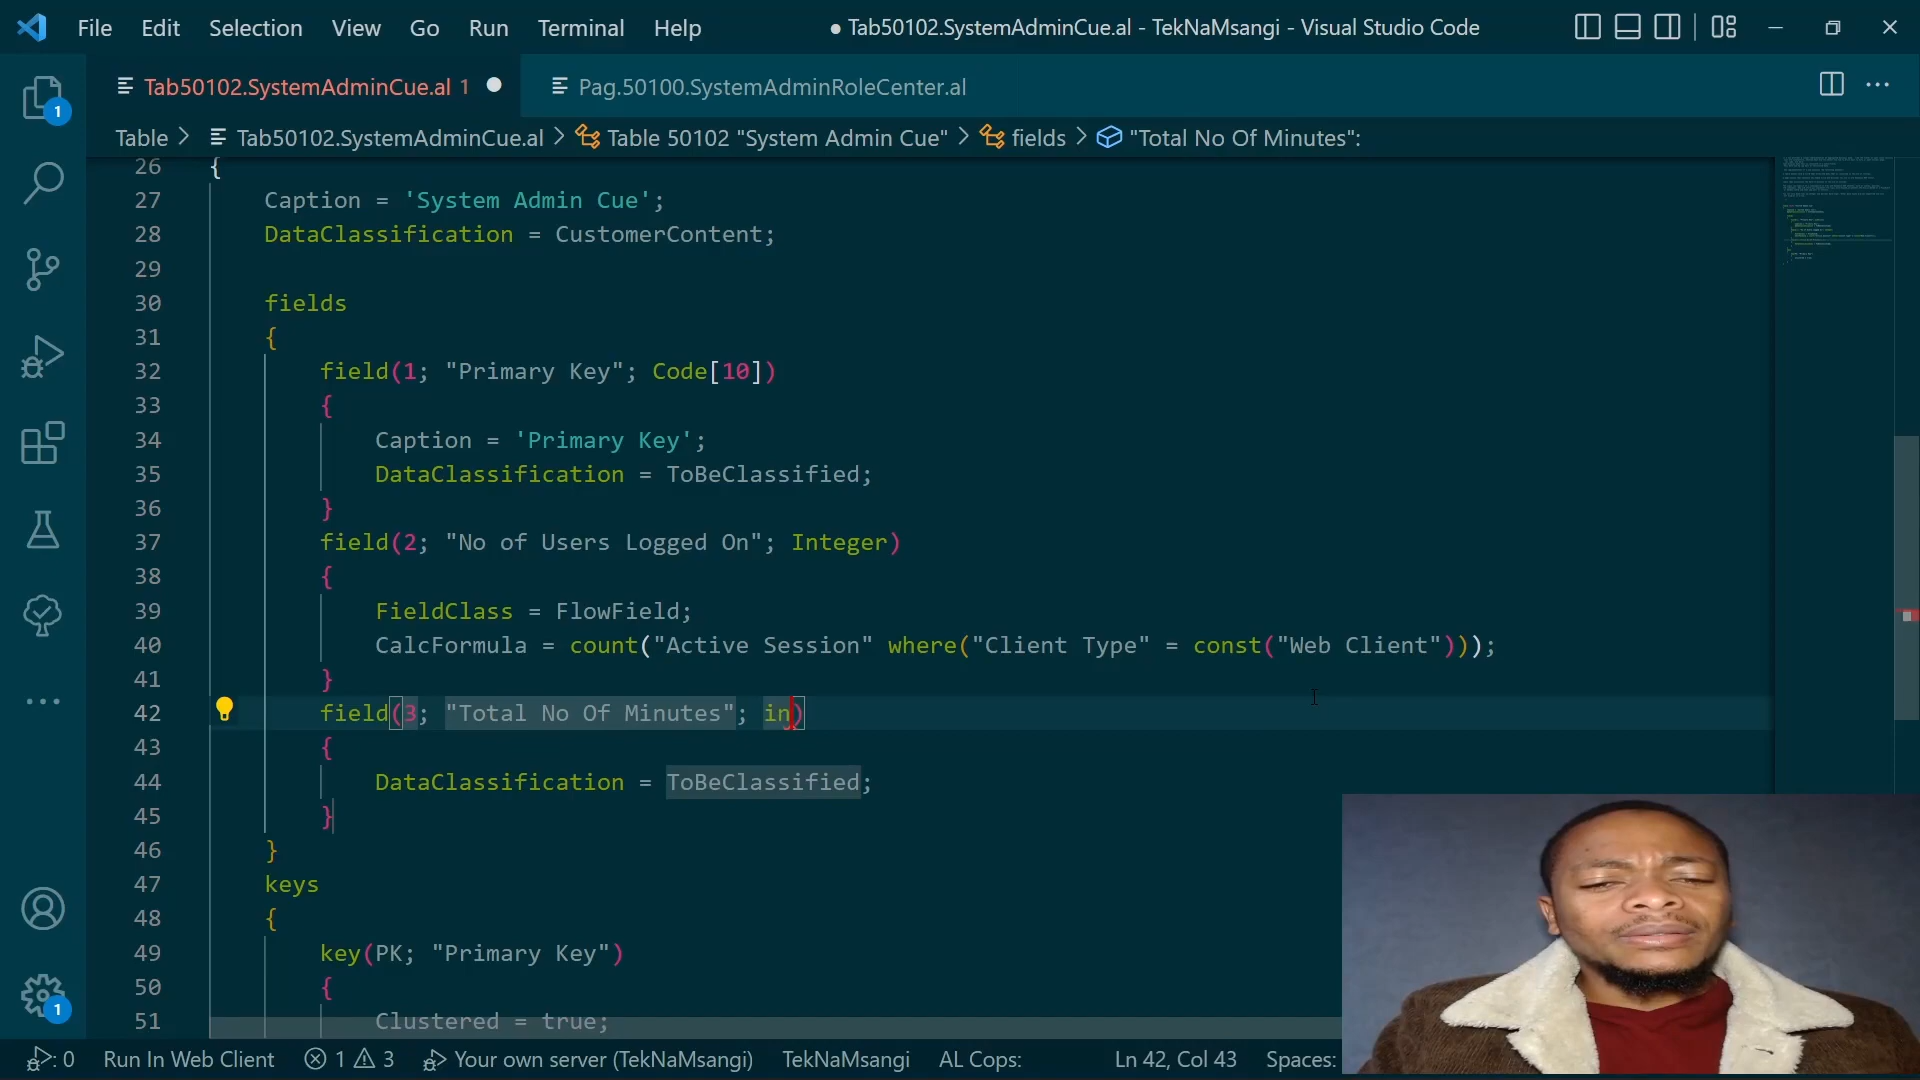 File Edit Selection View Go Run Terminal Help ● Tab50102.SystemAdminCue.al - TekNaMsangi - Visual Studio Code
1 Tab50102.SystemAdminCue.al 1 Pag.50100.SystemAdminRoleCenter.al
Table > Tab50102.SystemAdminCue.al > Table 50102 "System Admin Cue" > fields > "Total No Of Minutes":
26 {
27 Caption = 'System Admin Cue';
28 DataClassification = CustomerContent;
29
30 fields
31 {
32 field(1; "Primary Key"; Code[10])
33 {
34 Caption = 'Primary Key';
35 DataClassification = ToBeClassified;
36 }
37 field(2; "No of Users Logged On"; Integer)
38 {
39 FieldClass = FlowField;
40 CalcFormula = count("Active Session" where("Client Type" = const("Web Client")));
41 }
42 field(3; "Total No Of Minutes"; in)
43 {
44 DataClassification = ToBeClassified;
45 }
46 }
47 keys
48 {
49 key(PK; "Primary Key")
50 {
51 Clustered = true;
1
: 0 Run In Web Client 1 3 Your own server (TekNaMsangi) TekNaMsangi AL Cops: Ln 42, Col 43 Spaces: